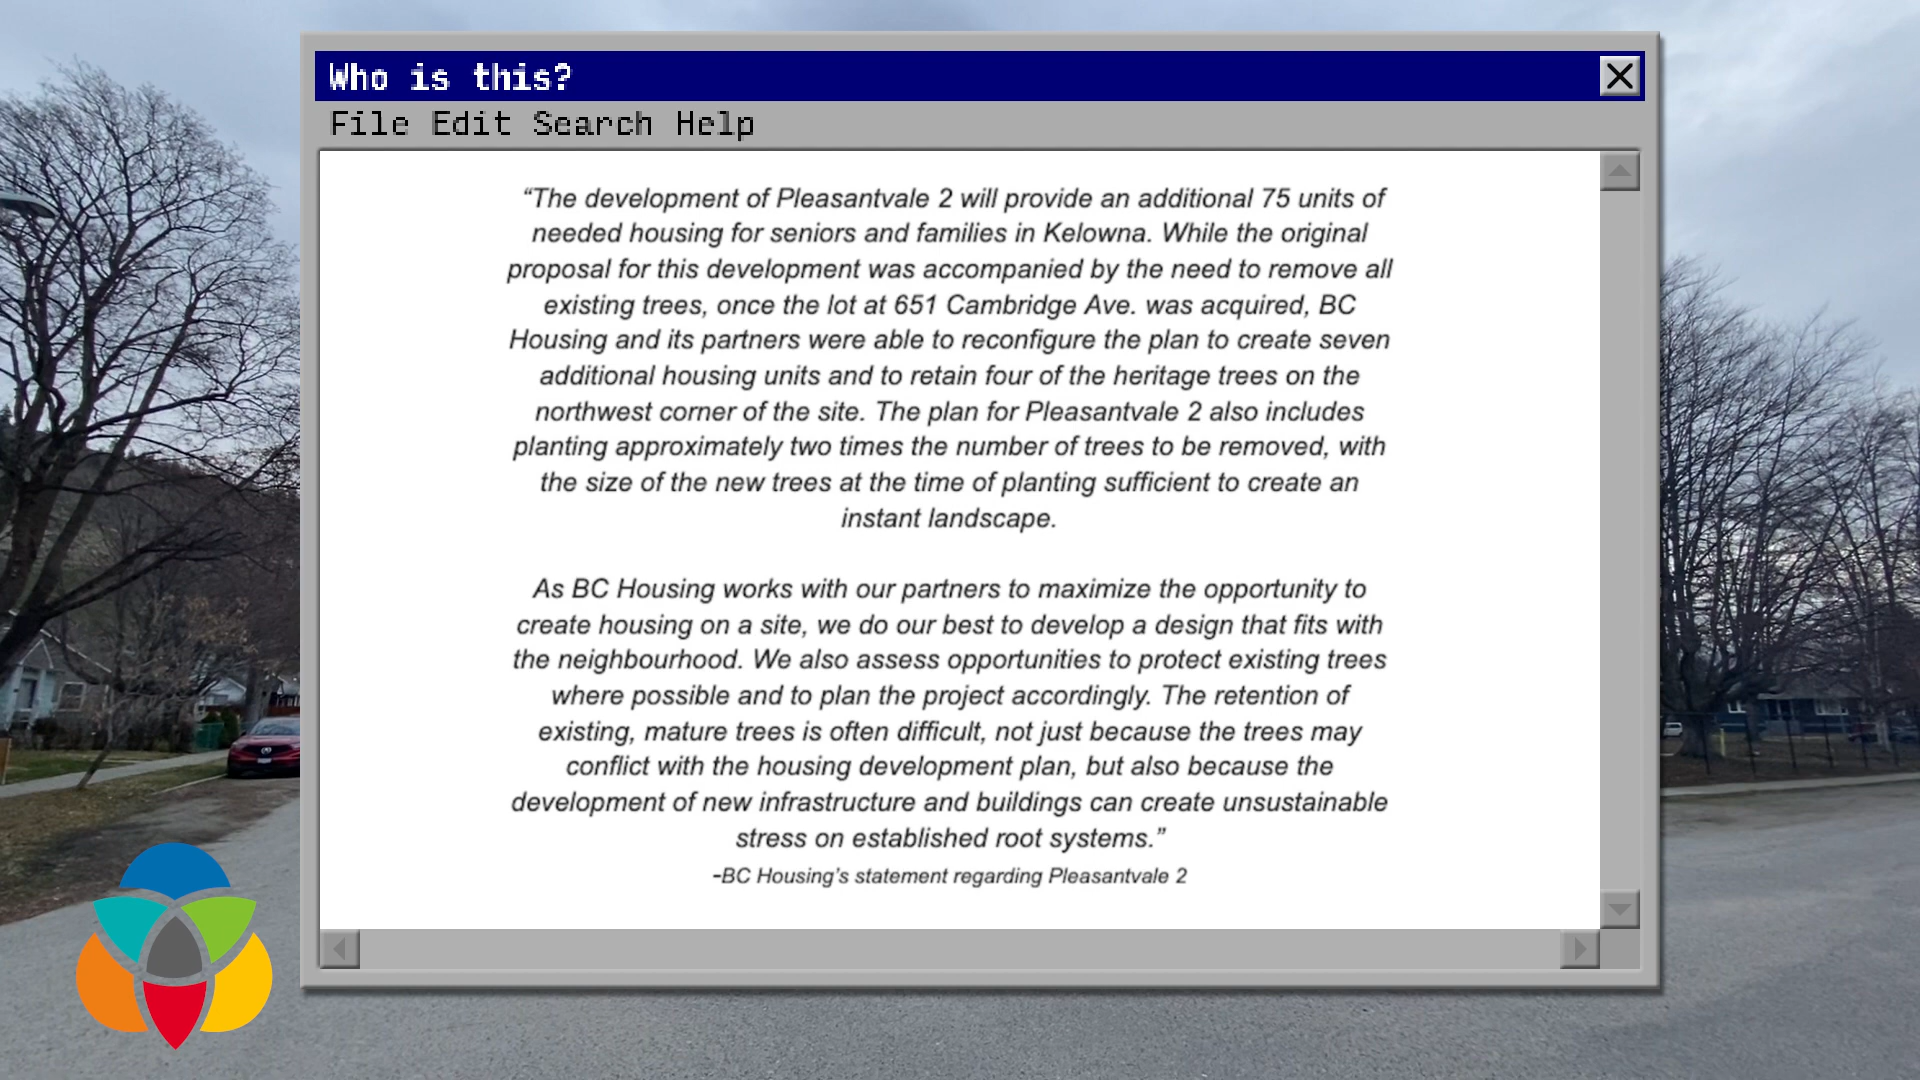 Who is this?
File Edit Search Help
“The development of Pleasantvale 2 will provide an additional 75 units of
needed housing for seniors and families in Kelowna. While the original
proposal for this development was accompanied by the need to remove all
existing trees, once the lot at 651 Cambridge Ave. was acquired, BC
Housing and its partners were able to reconfigure the plan to create seven
additional housing units and to retain four of the heritage trees on the
northwest corner of the site. The plan for Pleasantvale 2 also includes
planting approximately two times the number of trees to be removed, with
the size of the new trees at the time of planting sufficient to create an
instant landscape.
As BC Housing works with our partners to maximize the opportunity to
create housing on a site, we do our best to develop a design that fits with
the neighbourhood. We also assess opportunities to protect existing trees
where possible and to plan the project accordingly. The retention of
existing, mature trees is often difficult, not just because the trees may
conflict with the housing development plan, but also because the
development of new infrastructure and buildings can create unsustainable
stress on established root systems.”
-BC Housing’s statement regarding Pleasantvale 2